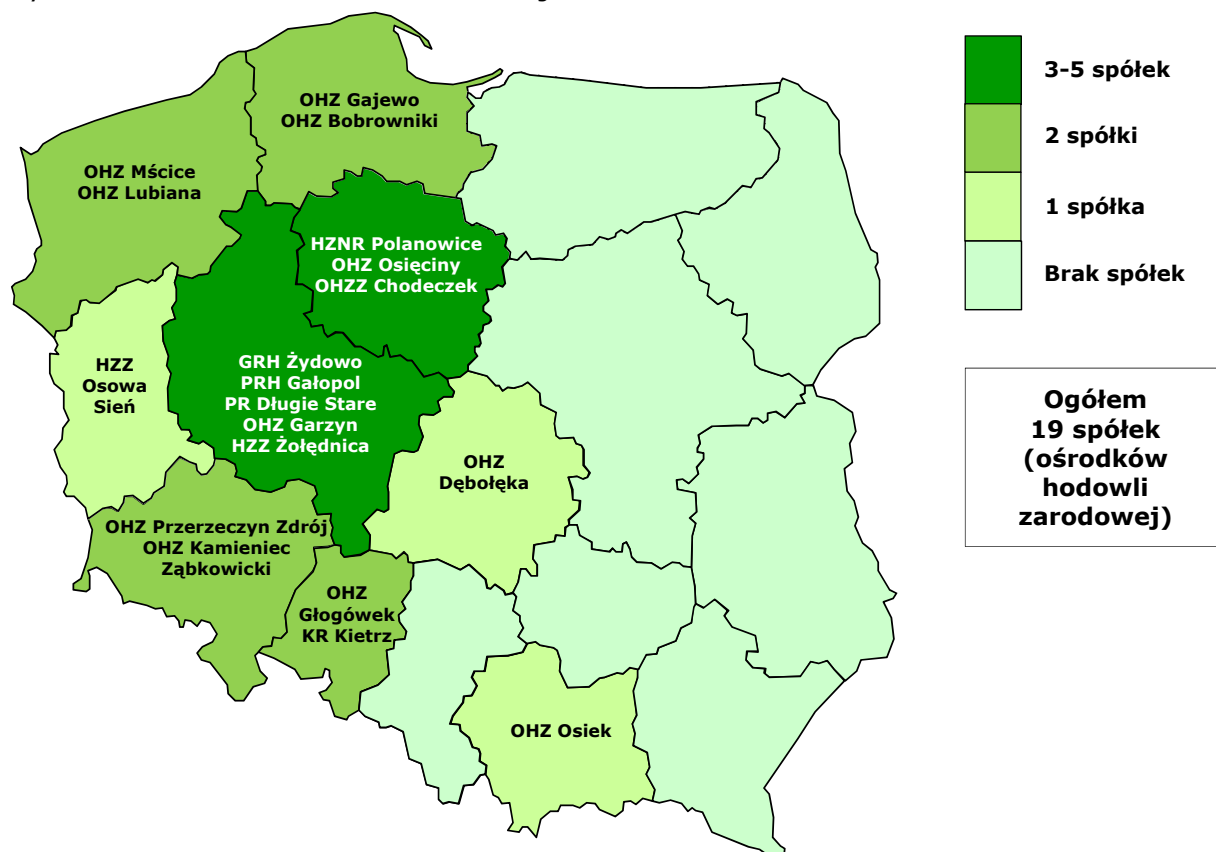 OHZ Gajewo
OHZ Bobrowniki
OHZ Mścice
OHZ Lubiana
HZNR Polanowice
OHZ Osięciny
OHZZ Chodeczek
HZZ
Osowa
Sień
GRH Żydowo
PRH Gałopol
PR Długie Stare
OHZ Garzyn
HZZ Żołędnica
OHZ
Dębołęka
OHZ Przerzeczyn Zdrój
OHZ Kamieniec
Ząbkowicki
OHZ
Głogówek
KR Kietrz
OHZ Osiek
3-5 spółek
2 spółki
1 spółka
Brak spółek
Ogółem
19 spółek
(ośrodków
hodowli
zarodowej)